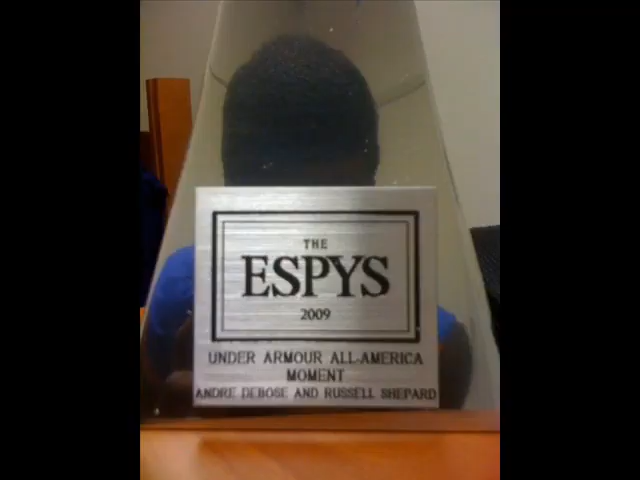 THE
ESPYS
2009
UNDER ARMOUR ALL-AMERICA
MOMENT
ANDRE DEBOSE AND RUSSELL SHEPARD